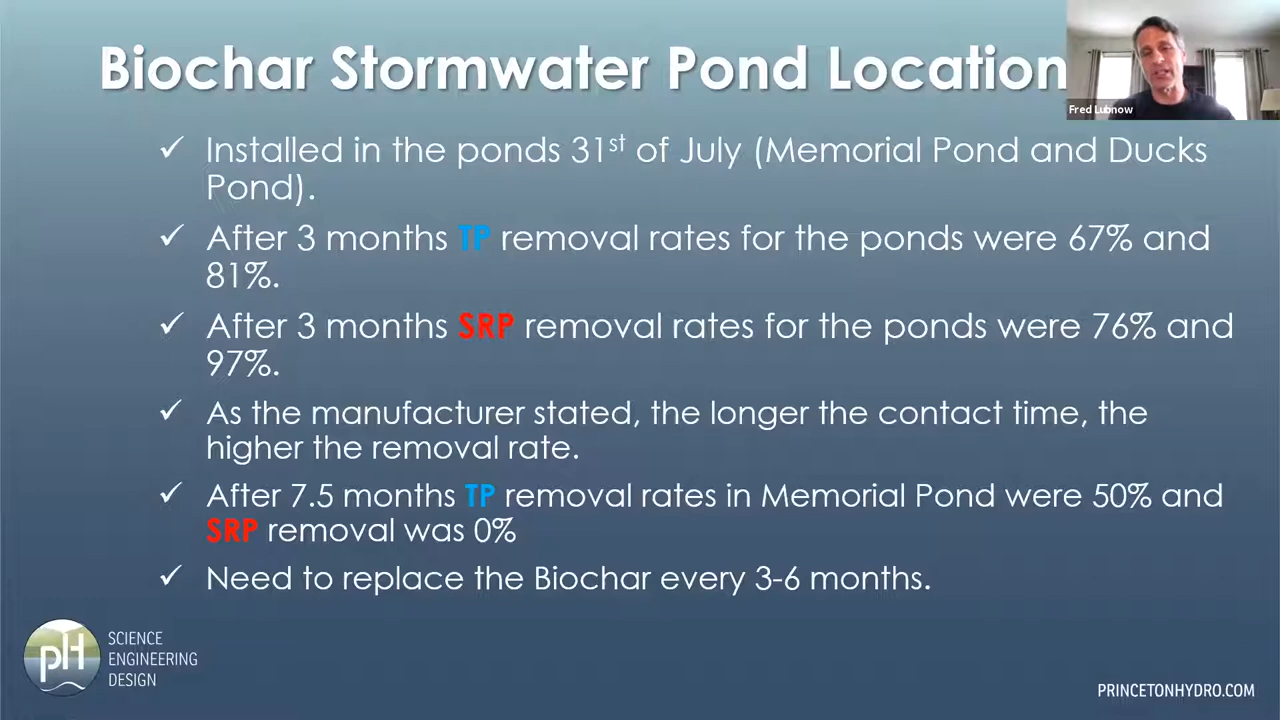 Biochar Stormwater Pond Location
Fred Lubnow
✓ Installed in the ponds 31st of July (Memorial Pond and Ducks
Pond).
✓ After 3 months TP removal rates for the ponds were 67% and
81%.
✓ After 3 months SRP removal rates for the ponds were 76% and
97%.
✓ As the manufacturer stated, the longer the contact time, the
higher the removal rate.
✓ After 7.5 months TP removal rates in Memorial Pond were 50% and
SRP removal was 0%
✓ Need to replace the Biochar every 3-6 months.
pH
SCIENCE
ENGINEERING
DESIGN
PRINCETONHYDRO.COM